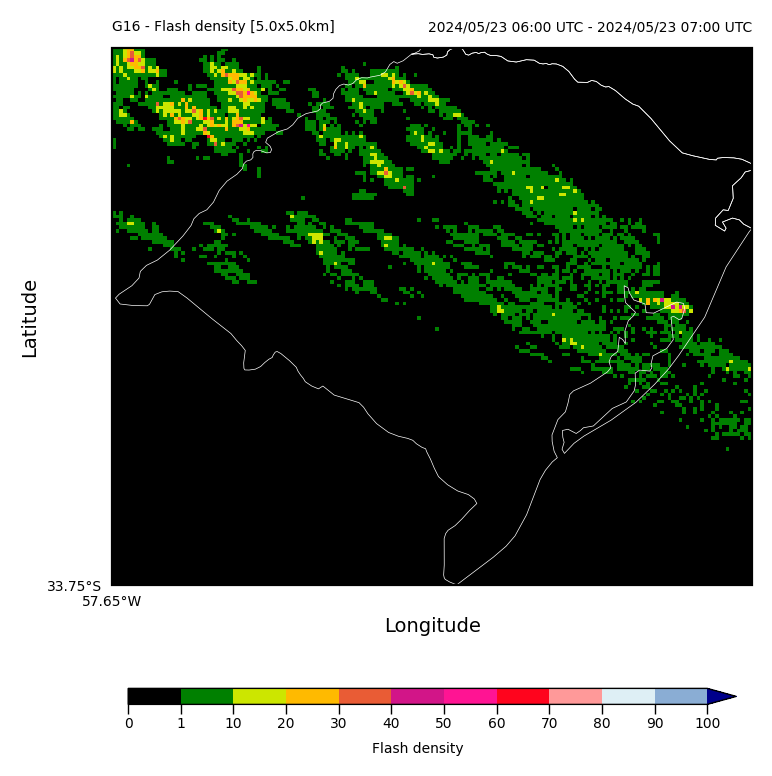 G16 - Flash density [5.0x5.0km]
2024/05/23 06:00 UTC - 2024/05/23 07:00 UTC
Latitude
33.75°S
57.65°W
Longitude
0 1 10 20 30 40 50 60 70 80 90 100
Flash density